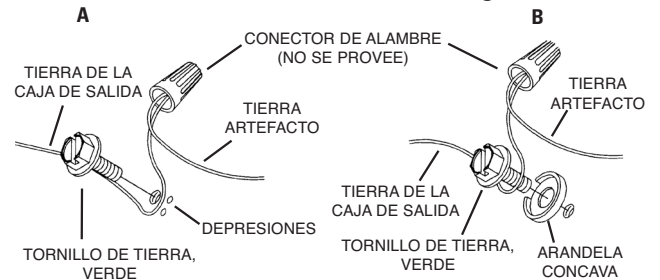 A
B
CONECTOR DE ALAMBRE
(NO SE PROVEE)
TIERRA DE LA
CAJA DE SALIDA
TIERRA
ARTEFACTO
DEPRESIONES
TORNILLO DE TIERRA,
VERDE
TIERRA
ARTEFACTO
TIERRA DE LA
CAJA DE SALIDA
TORNILLO DE TIERRA,
VERDE
ARANDELA
CONCAVA